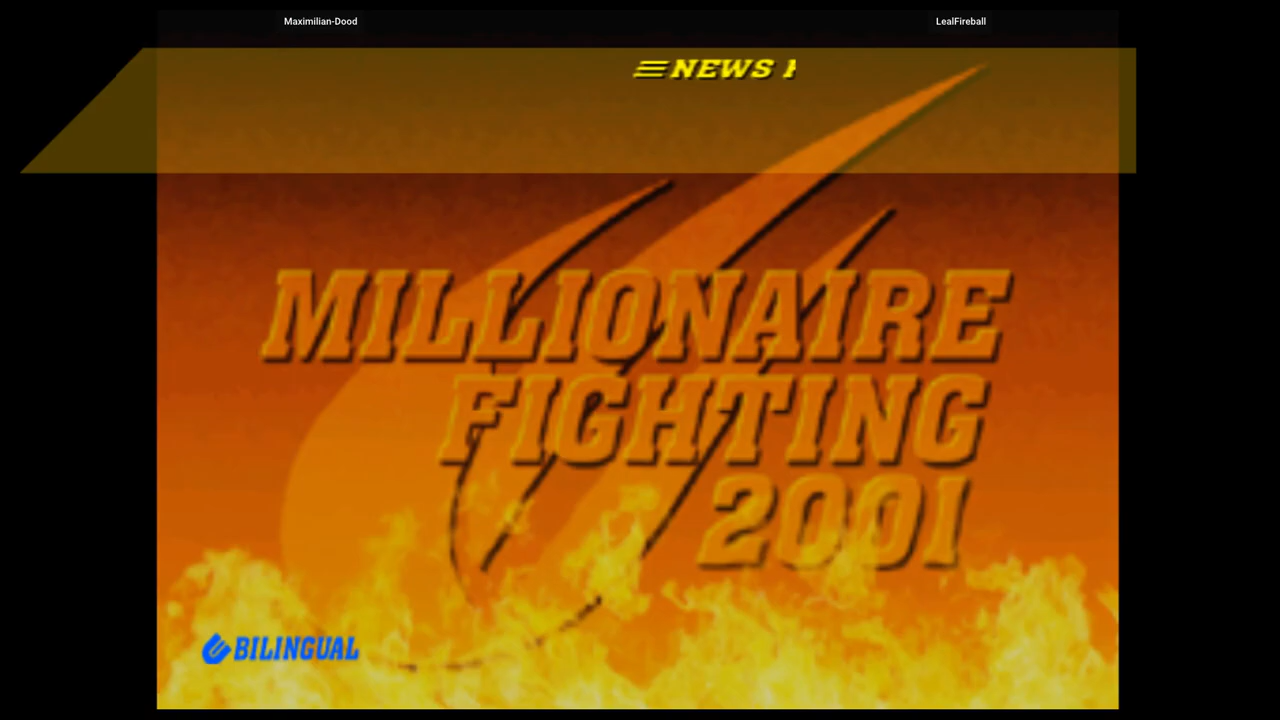 Maximilian-Dood
LealFireball
NEWS
MILLIONAIRE
FIGHTING
2001
BILINGUAL